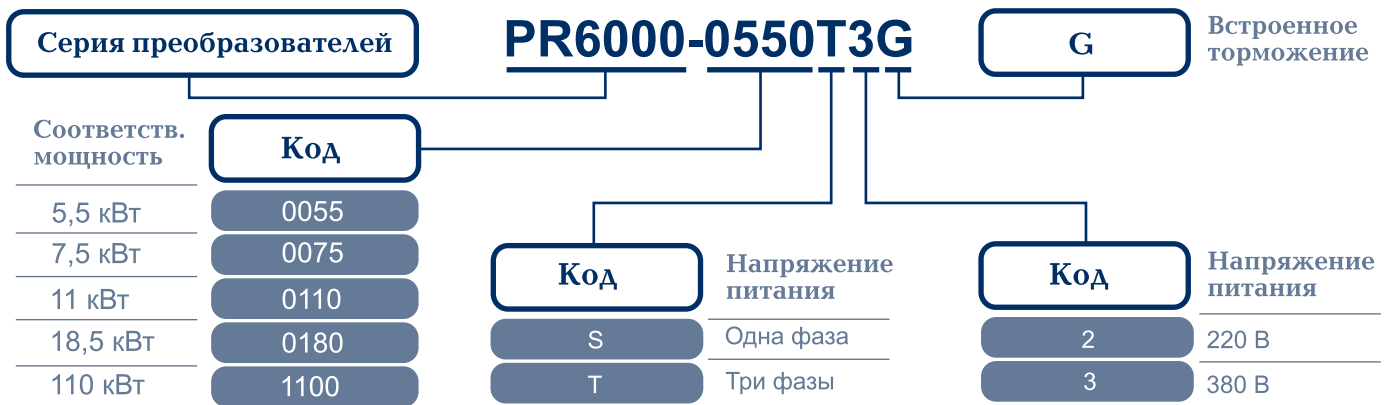 Серия преобразователей
PR6000-0550T3G
G
Встроенное
торможение
Соответств.
мощность
Код
5,5 кВт
0055
7,5 кВт
0075
11 кВт
0110
18,5 кВт
0180
110 кВт
1100
Код
Напряжение
питания
S
Одна фаза
T
Три фазы
Код
Напряжение
питания
2
220 В
3
380 В